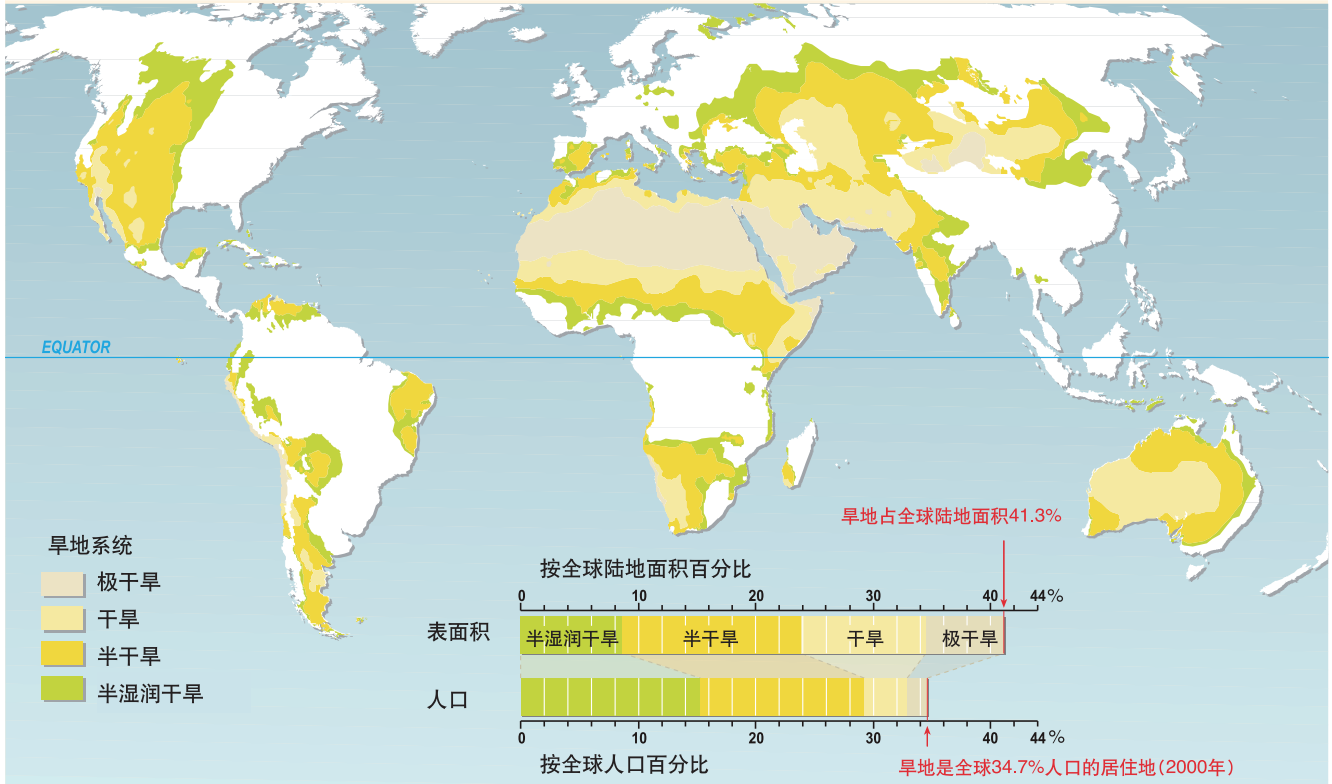 EQUATOR
旱地系统
极干旱
干旱
半干旱
半湿润干旱
旱地占全球陆地面积41.3%
按全球陆地面积百分比
0 10 20 30 40 44%
表面积
半湿润干旱 半干旱 干旱 极干旱
人口
0 10 20 30 40 44%
按全球人口百分比
旱地是全球34.7%人口的居住地(2000年)